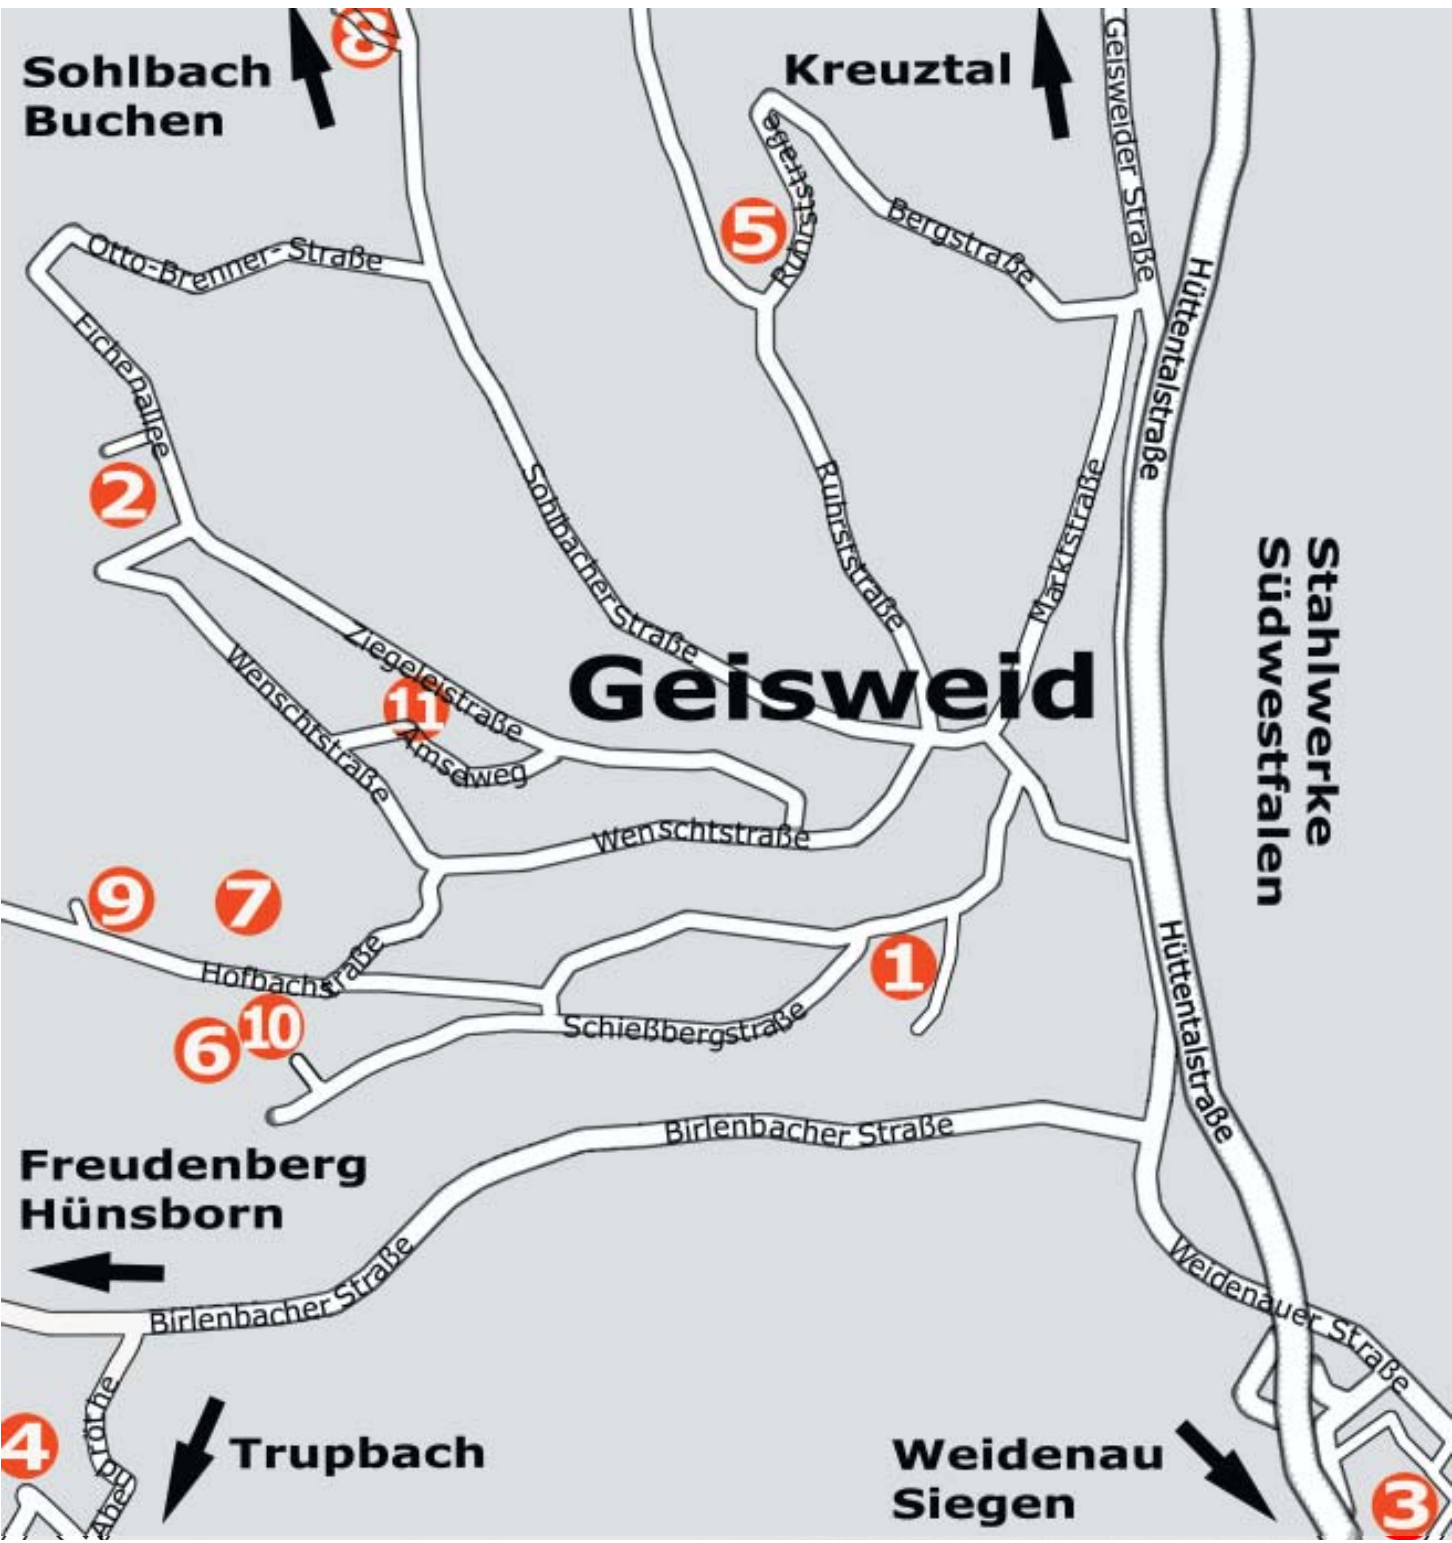 8
Sohlbach
Buchen
Kreuztal
Geisweider Straße
Ruhrststraße
5
Bergstraße
Otto-Brenner-Straße
Hüttentalstraße
Eichenallee
2
Sohlbacher Straße
Ruhrststraße
Marktstraße
Stahlwerke
Südwestfalen
Geisweid
Ziegeleistraße
Wenschtstraße
11
Amselweg
Wenschtstraße
9
7
Hofbachstraße
1
Hüttentalstraße
10
6
Schießbergstraße
Birlenbacher Straße
Freudenberg
Hünsborn
Birlenbacher Straße
Weidenauer Straße
Abendröthe
4
Trupbach
Weidenau
Siegen
3